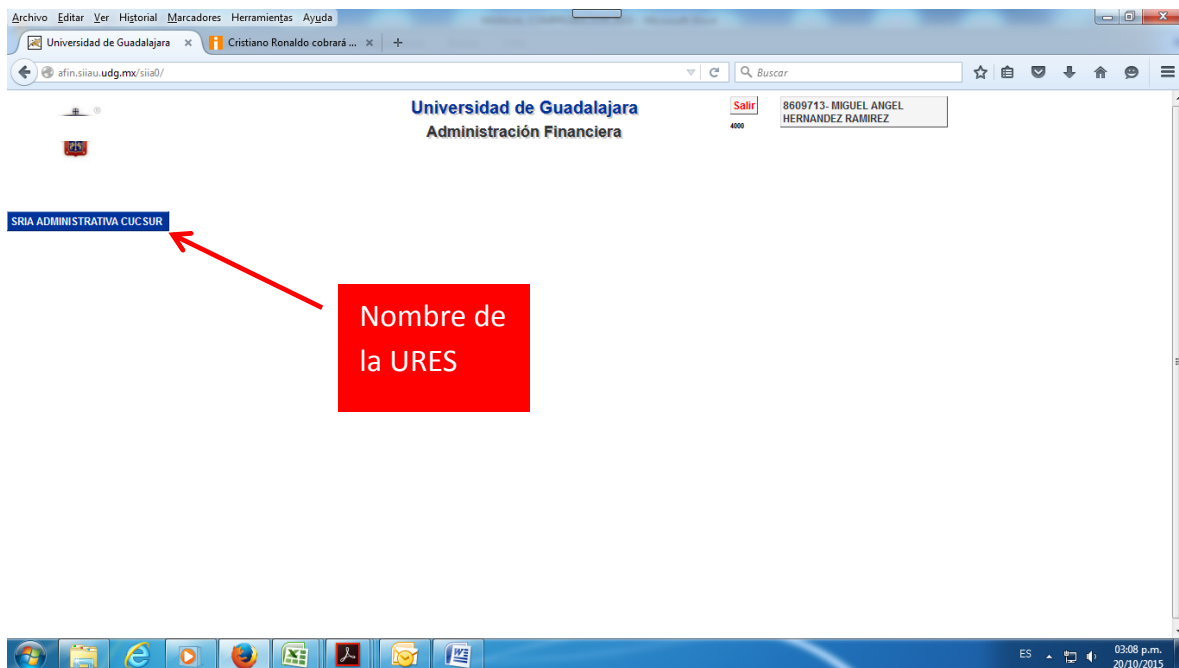 Archivo Editar Ver Historial Marcadores Herramientas Ayuda
Universidad de Guadalajara
Cristiano Ronaldo cobrará ...
afin.siiau.udg.mx/siia0/
Buscar
Universidad de Guadalajara
Administración Financiera
Salir
4000
8609713- MIGUEL ANGEL
HERNANDEZ RAMIREZ
SRIA ADMINISTRATIVA CUCSUR
Nombre de
la URES
ES
03:08 p.m.
20/10/2015